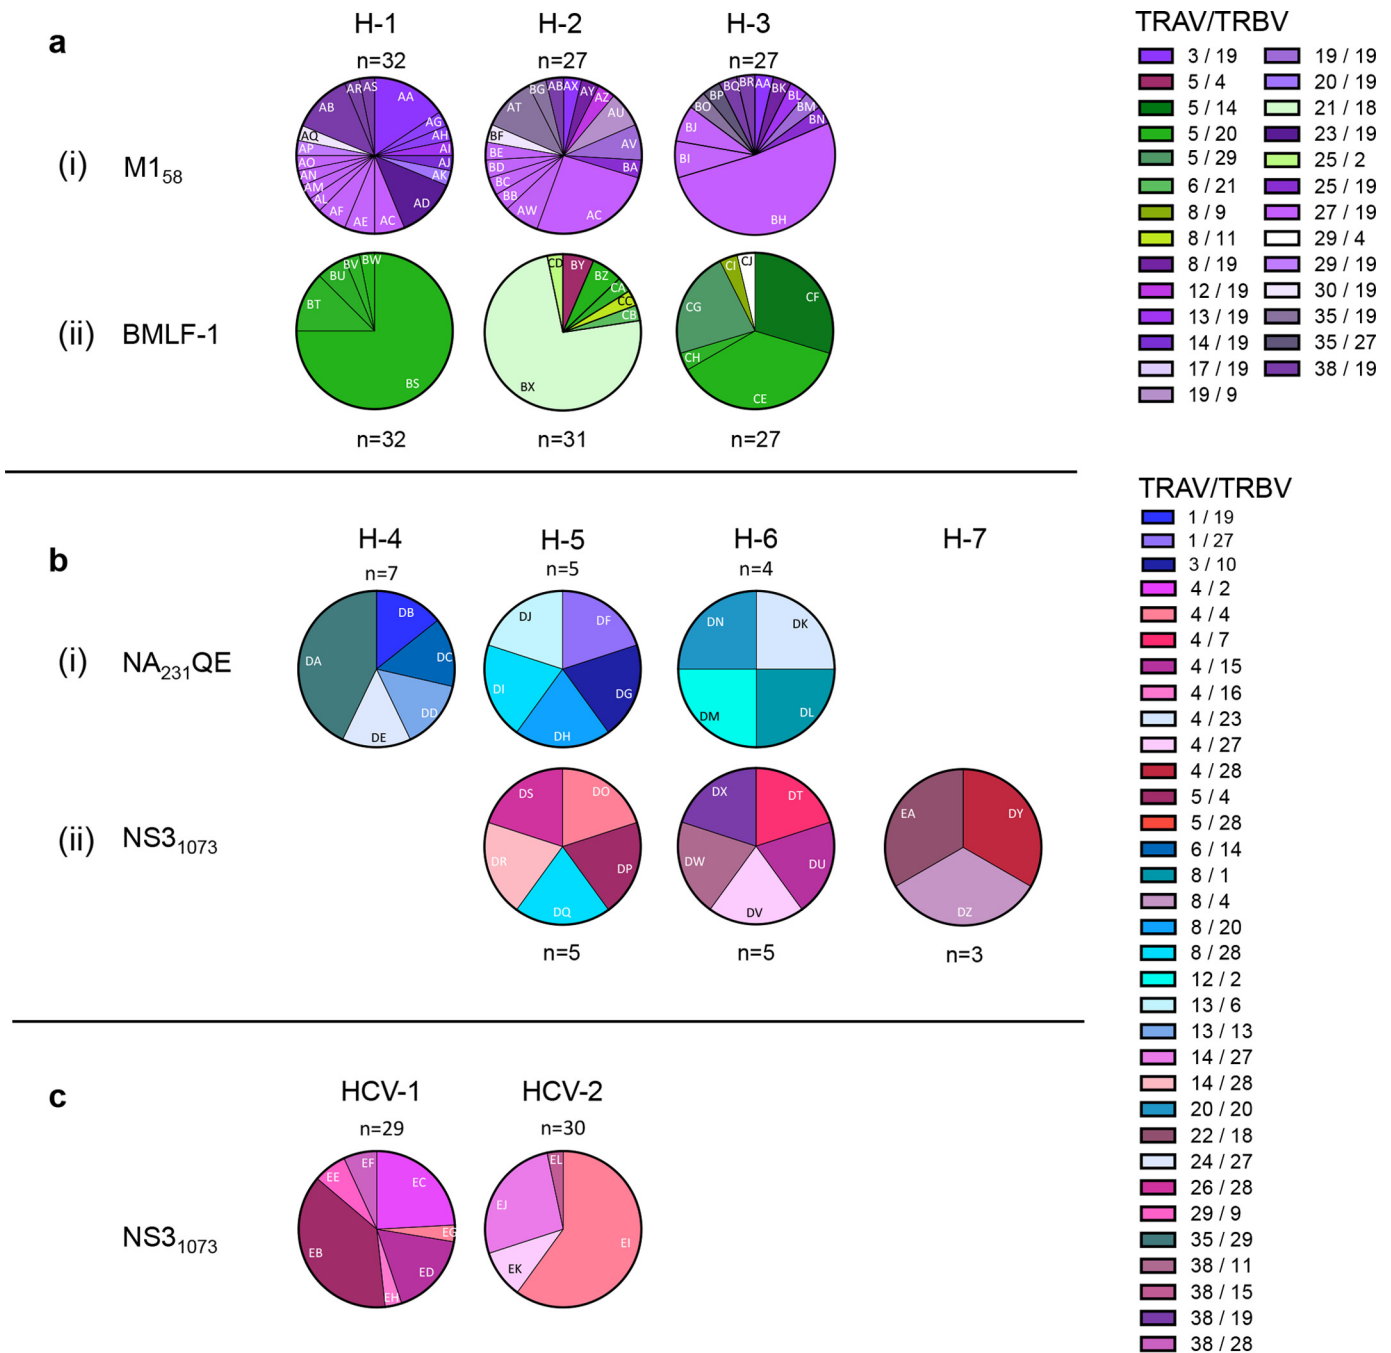 a
H-1 H-2 H-3
n=32 n=27 n=27
(i) M1₅₈
AA AG AH AI AJ AK AD AC AE AF AL AM AN AO AP AQ AB AR AS
AX AY AZ AU AV BA AC AW BB BC BD BE BF AT BG AB
AA BK BL BM BN BH BI BJ BO BP BQ BR
(ii) BMLF-1
BS BT BU BV BW
BY BZ CA CC CB BX CD
CF CE CH CG CI CJ
n=32 n=31 n=27
TRAV/TRBV
3 / 19
5 / 4
5 / 14
5 / 20
5 / 29
6 / 21
8 / 9
8 / 11
8 / 19
12 / 19
13 / 19
14 / 19
17 / 19
19 / 9
19 / 19
20 / 19
21 / 18
23 / 19
25 / 2
25 / 19
27 / 19
29 / 4
29 / 19
30 / 19
35 / 19
35 / 27
38 / 19
b
H-4 H-5 H-6 H-7
n=7 n=5 n=4
(i) NA₂₃₁QE
DB DC DD DE DA
DF DG DH DI DJ
DK DL DM DN
(ii) NS3₁₀₇₃
DO DP DQ DR DS
DT DU DV DW DX
DY DZ EA
n=5 n=5 n=3
c
HCV-1 HCV-2
n=29 n=30
NS3₁₀₇₃
EC EG ED EH EB EE EF
EI EK EJ EL
TRAV/TRBV
1 / 19
1 / 27
3 / 10
4 / 2
4 / 4
4 / 7
4 / 15
4 / 16
4 / 23
4 / 27
4 / 28
5 / 4
5 / 28
6 / 14
8 / 1
8 / 4
8 / 20
8 / 28
12 / 2
13 / 6
13 / 13
14 / 27
14 / 28
20 / 20
22 / 18
24 / 27
26 / 28
29 / 9
35 / 29
38 / 11
38 / 15
38 / 19
38 / 28